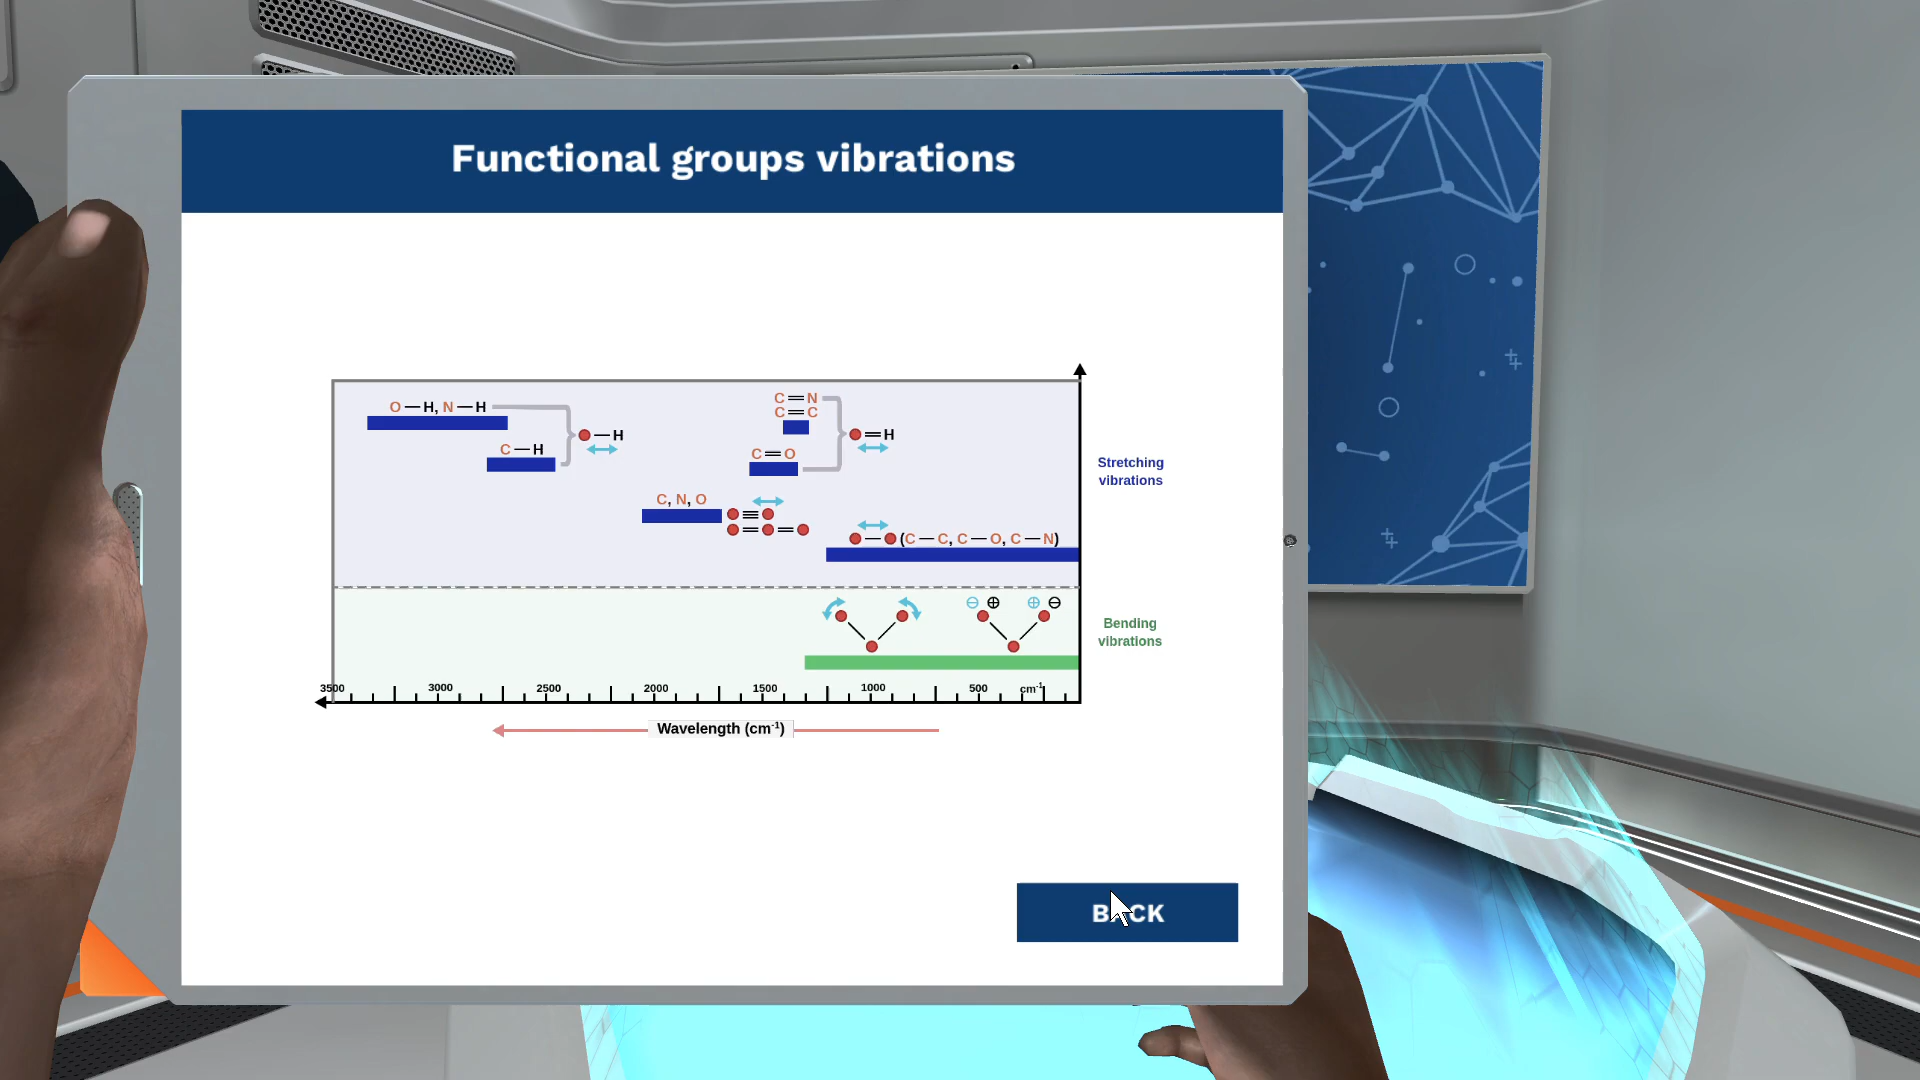 Functional groups vibrations
O — H, N — H
C — H
● — H
C = N
C = C
● = H
C = O
C, N, O
● ≡ ●
● = ● = ●
● — ● (C — C, C — O, C — N)
Stretching
vibrations
⊖ ⊕ ⊕ ⊖
Bending
vibrations
3500 3000 2500 2000 1500 1000 500 cm⁻¹
Wavelength (cm⁻¹)
BACK